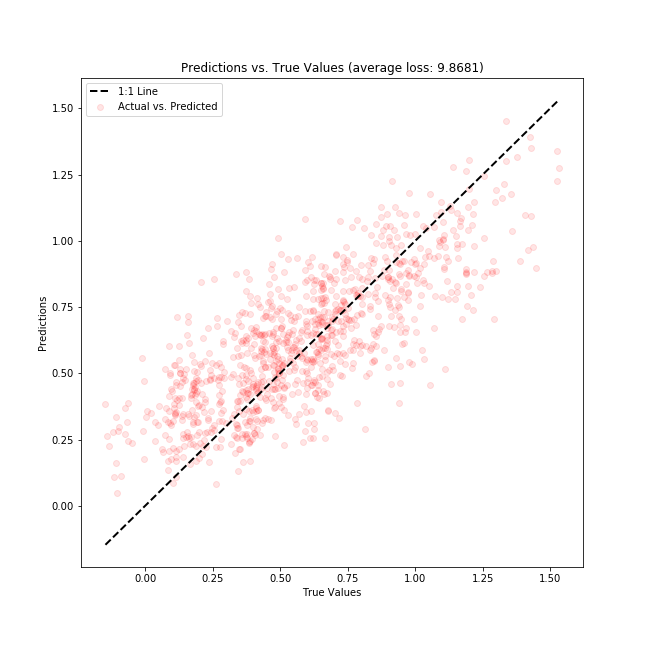 Predictions vs. True Values (average loss: 9.8681)
1:1 Line
Actual vs. Predicted
1.50
1.25
1.00
0.75
0.50
0.25
0.00
Predictions
0.00 0.25 0.50 0.75 1.00 1.25 1.50
True Values